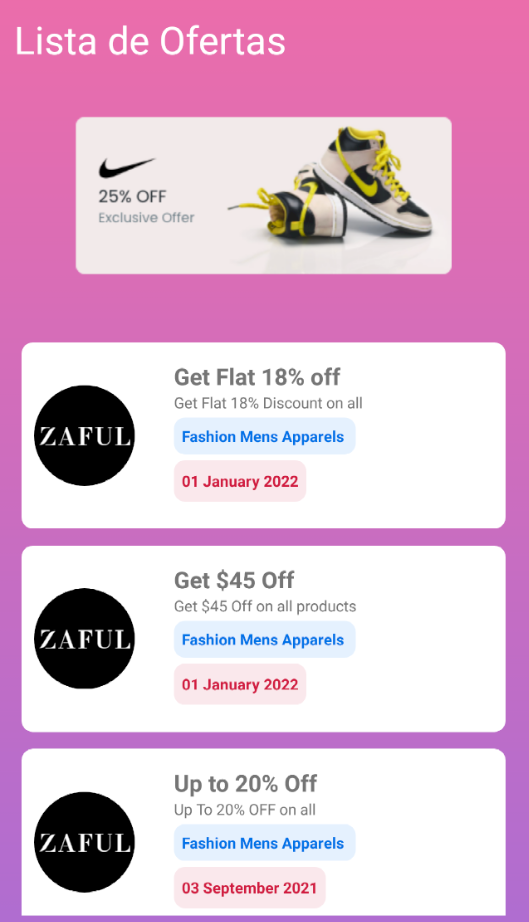 Lista de Ofertas
25% OFF
Exclusive Offer
Get Flat 18% off
Get Flat 18% Discount on all
ZAFUL
Fashion Mens Apparels
01 January 2022
Get $45 Off
Get $45 Off on all products
ZAFUL
Fashion Mens Apparels
01 January 2022
Up to 20% Off
Up To 20% OFF on all
ZAFUL
Fashion Mens Apparels
03 September 2021